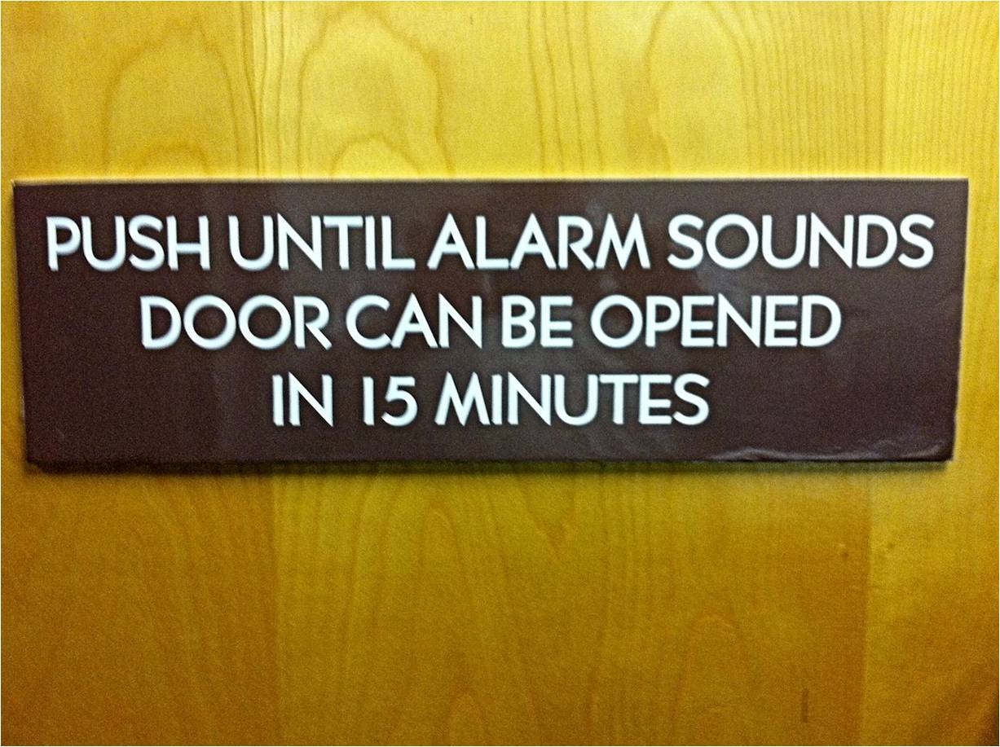 PUSH UNTIL ALARM SOUNDS
DOOR CAN BE OPENED
IN 15 MINUTES